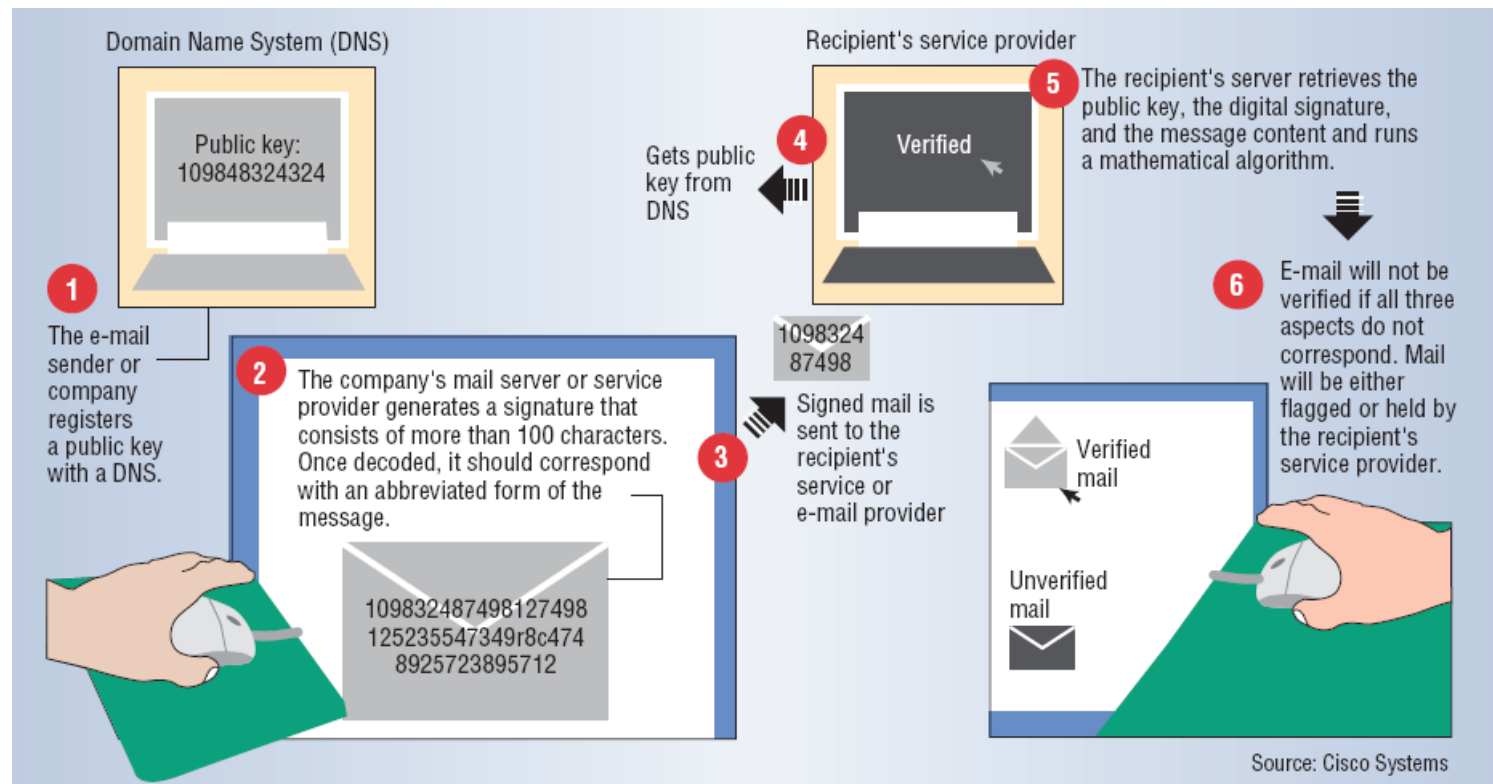 Domain Name System (DNS)
Public key:
109848324324
1
The e-mail
sender or
company
registers
a public key
with a DNS.
2
The company's mail server or service
provider generates a signature that
consists of more than 100 characters.
Once decoded, it should correspond
with an abbreviated form of the
message.
109832487498127498
125235547349r8c474
8925723895712
3
1098324
87498
Signed mail is
sent to the
recipient's
service or
e-mail provider
4
Gets public
key from
DNS
Recipient's service provider
Verified
5
The recipient's server retrieves the
public key, the digital signature,
and the message content and runs
a mathematical algorithm.
6
E-mail will not be
verified if all three
aspects do not
correspond. Mail
will be either
flagged or held by
the recipient's
service provider.
Verified
mail
Unverified
mail
Source: Cisco Systems